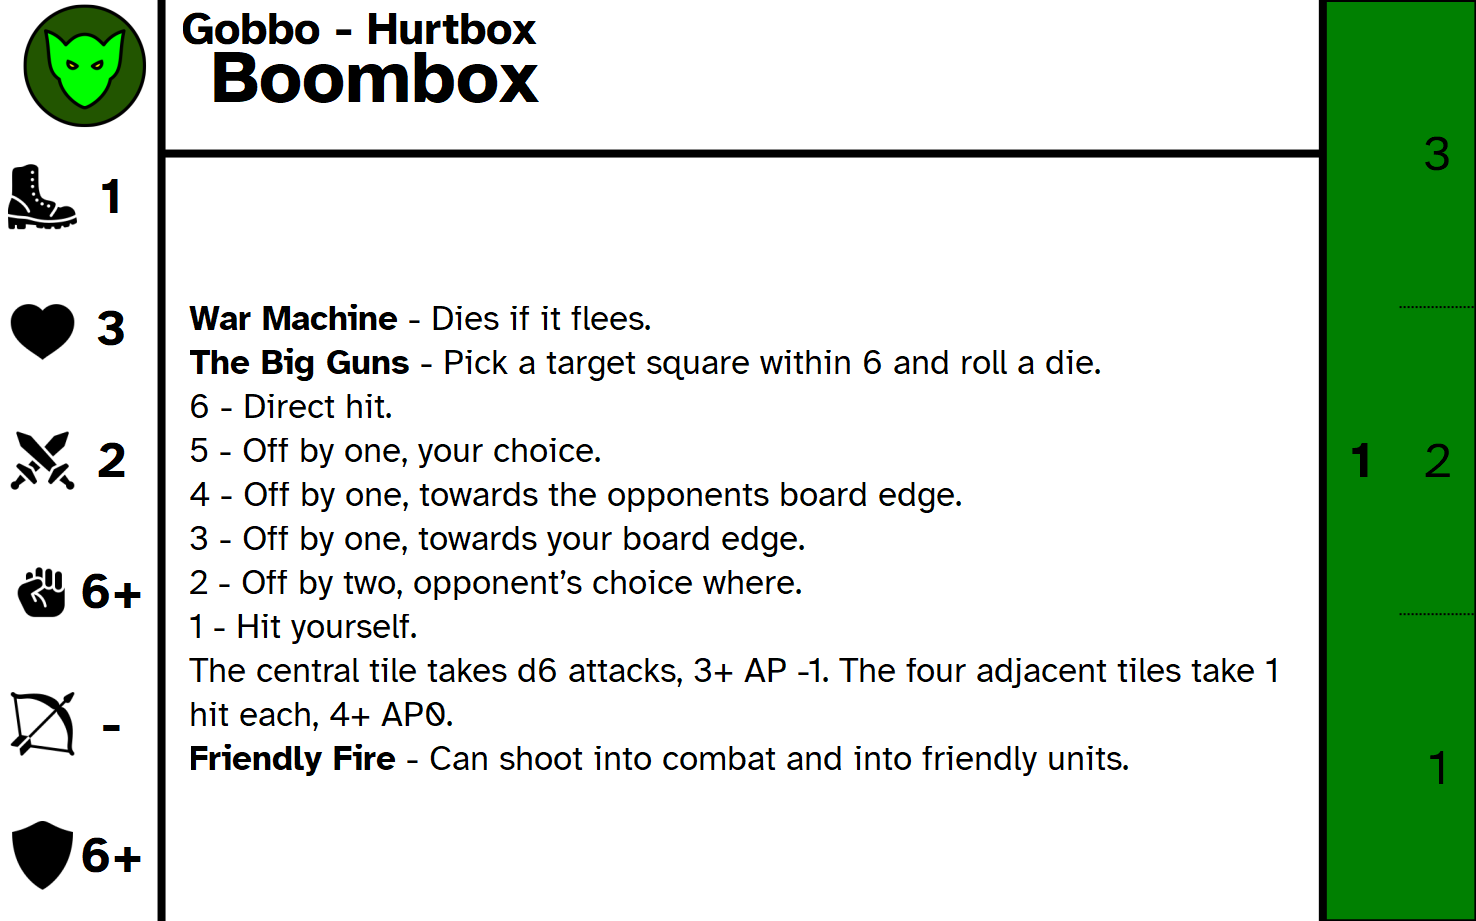 Gobbo - Hurtbox
Boombox
1
3
2
6+
-
6+
War Machine - Dies if it flees.
The Big Guns - Pick a target square within 6 and roll a die.
6 - Direct hit.
5 - Off by one, your choice.
4 - Off by one, towards the opponents board edge.
3 - Off by one, towards your board edge.
2 - Off by two, opponent’s choice where.
1 - Hit yourself.
The central tile takes d6 attacks, 3+ AP -1. The four adjacent tiles take 1
hit each, 4+ AP0.
Friendly Fire - Can shoot into combat and into friendly units.
3
1 2
1